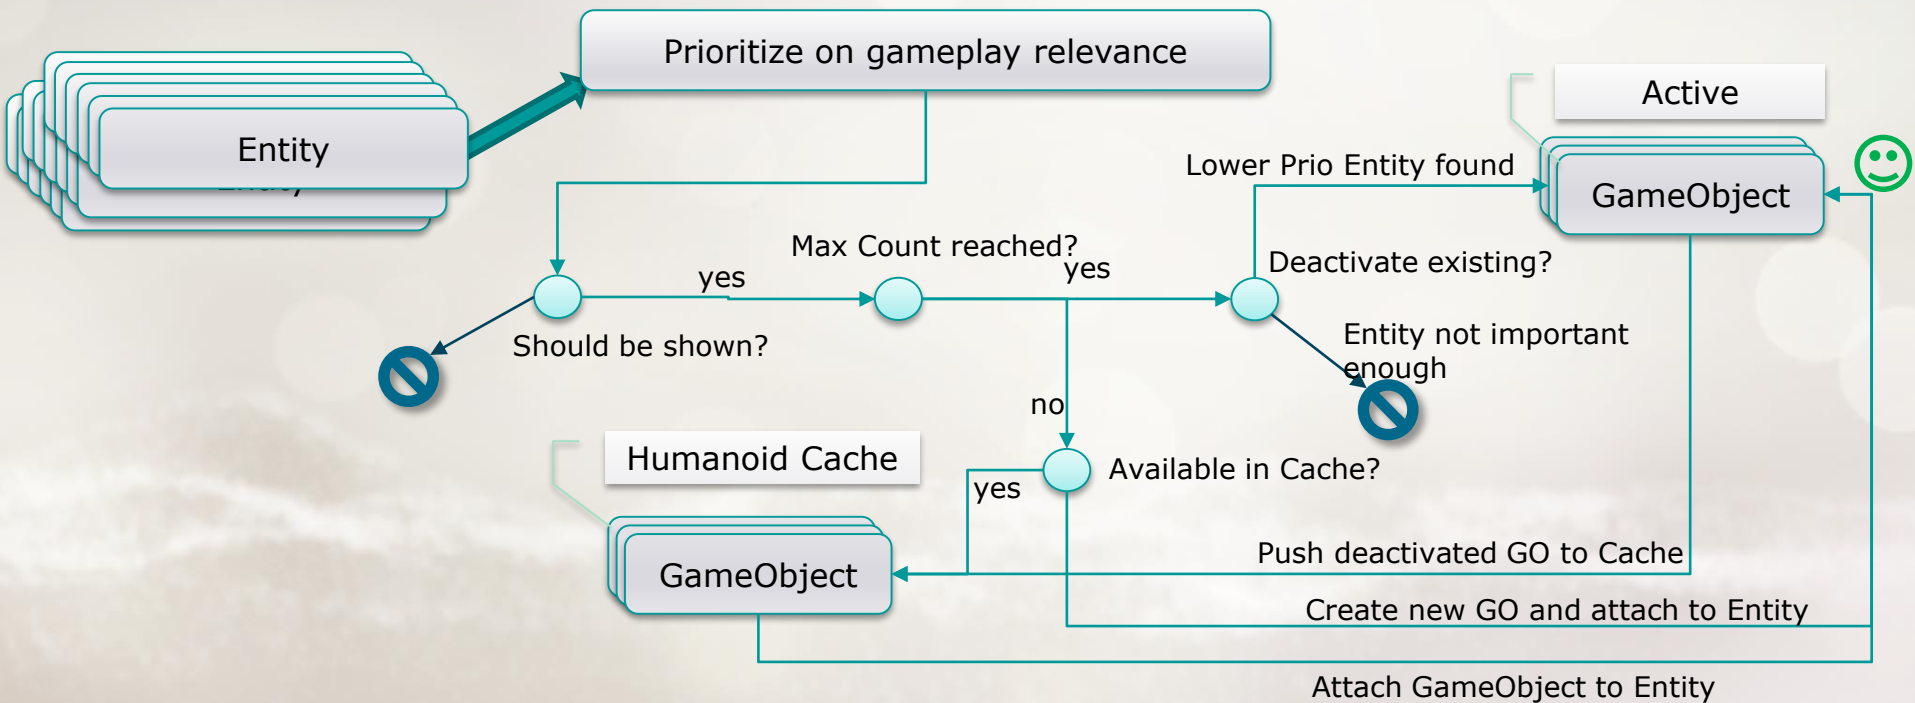 Prioritize on gameplay relevance
Active
Entity
Entity
Lower Prio Entity found
GameObject
Max Count reached?
yes
yes
Deactivate existing?
Should be shown?
Entity not important
enough
no
Humanoid Cache
Available in Cache?
yes
GameObject
Push deactivated GO to Cache
Create new GO and attach to Entity
Attach GameObject to Entity